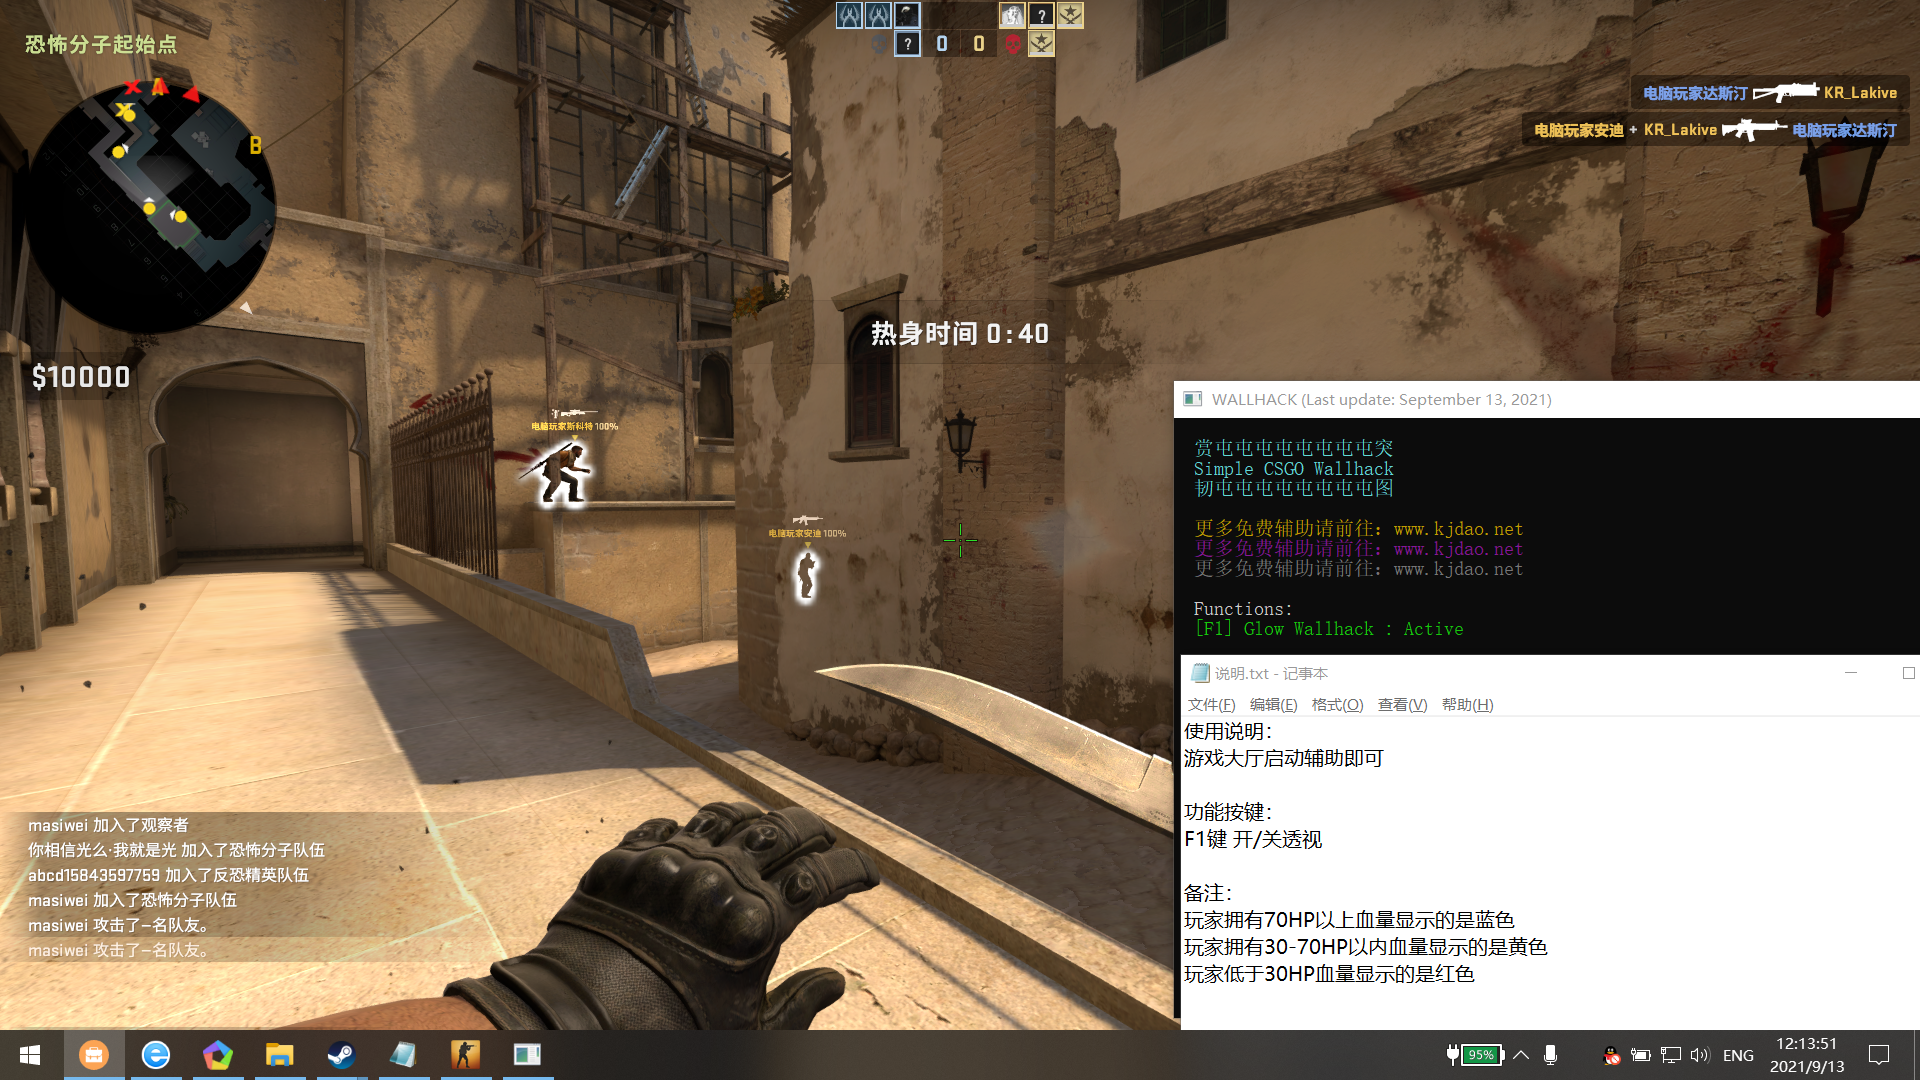 恐怖分子起始点
A
B
$10000
?
?
0 0
电脑玩家达斯汀 KR_Lakive
电脑玩家安迪 + KR_Lakive 电脑玩家达斯汀
热身时间 0:40
电脑玩家斯科特 100%
电脑玩家安迪 100%
WALLHACK (Last update: September 13, 2021)
赏屯屯屯屯屯屯屯屯突
Simple CSGO Wallhack
韧屯屯屯屯屯屯屯屯图
更多免费辅助请前往: www.kjdao.net
更多免费辅助请前往: www.kjdao.net
更多免费辅助请前往: www.kjdao.net
Functions:
[F1] Glow Wallhack : Active
说明.txt - 记事本
文件(F) 编辑(E) 格式(O) 查看(V) 帮助(H)
使用说明：
游戏大厅启动辅助即可
功能按键：
F1键 开/关透视
备注：
玩家拥有70HP以上血量显示的是蓝色
玩家拥有30-70HP以内血量显示的是黄色
玩家低于30HP血量显示的是红色
masiwei 加入了观察者
你相信光么·我就是光 加入了恐怖分子队伍
abcd15843597759 加入了反恐精英队伍
masiwei 加入了恐怖分子队伍
masiwei 攻击了一名队友。
masiwei 攻击了一名队友。
95%
ENG
12:13:51
2021/9/13